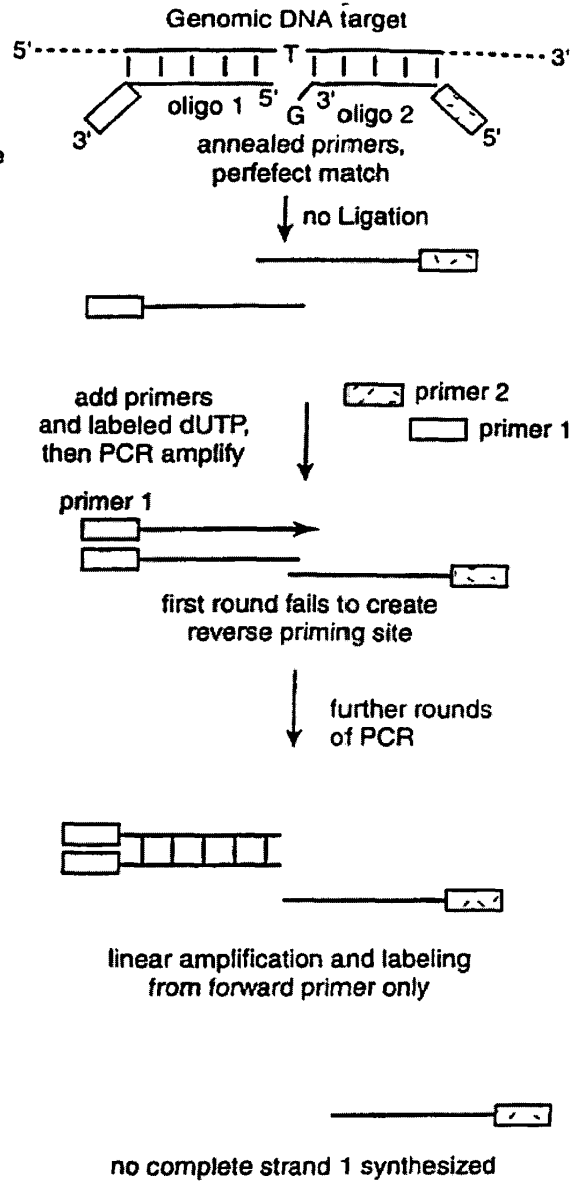 Genomic DNA target
5' T 3'
oligo 1 5' G 3' oligo 2
3' 5'
e
annealed primers,
perfefect match
no Ligation
add primers
and labeled dUTP,
then PCR amplify
primer 2
primer 1
primer 1
first round fails to create
reverse priming site
further rounds
of PCR
linear amplification and labeling
from forward primer only
no complete strand 1 synthesized